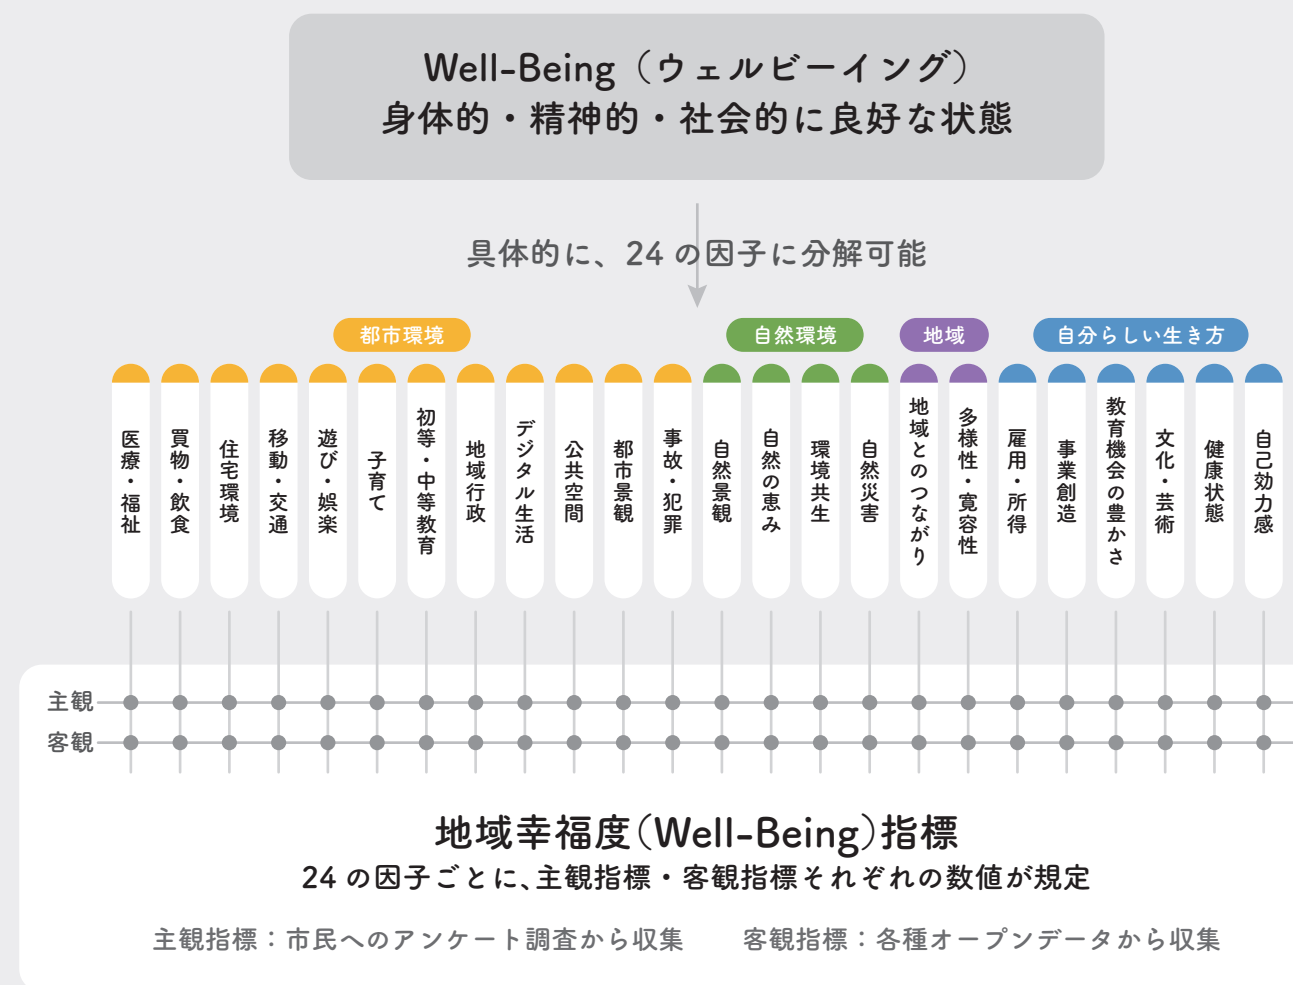 Well-Being（ウェルビーイング）
身体的・精神的・社会的に良好な状態
具体的に、24 の因子に分解可能
都市環境
自然環境
地域
自分らしい生き方
医療・福祉
買物・飲食
住宅環境
移動・交通
遊び・娯楽
子育て
初等・中等教育
地域行政
デジタル生活
公共空間
都市景観
事故・犯罪
自然景観
自然の恵み
環境共生
自然災害
地域とのつながり
多様性・寛容性
雇用・所得
事業創造
教育機会の豊かさ
文化・芸術
健康状態
自己効力感
主観
客観
地域幸福度(Well-Being)指標
24 の因子ごとに、主観指標・客観指標それぞれの数値が規定
主観指標：市民へのアンケート調査から収集
客観指標：各種オープンデータから収集